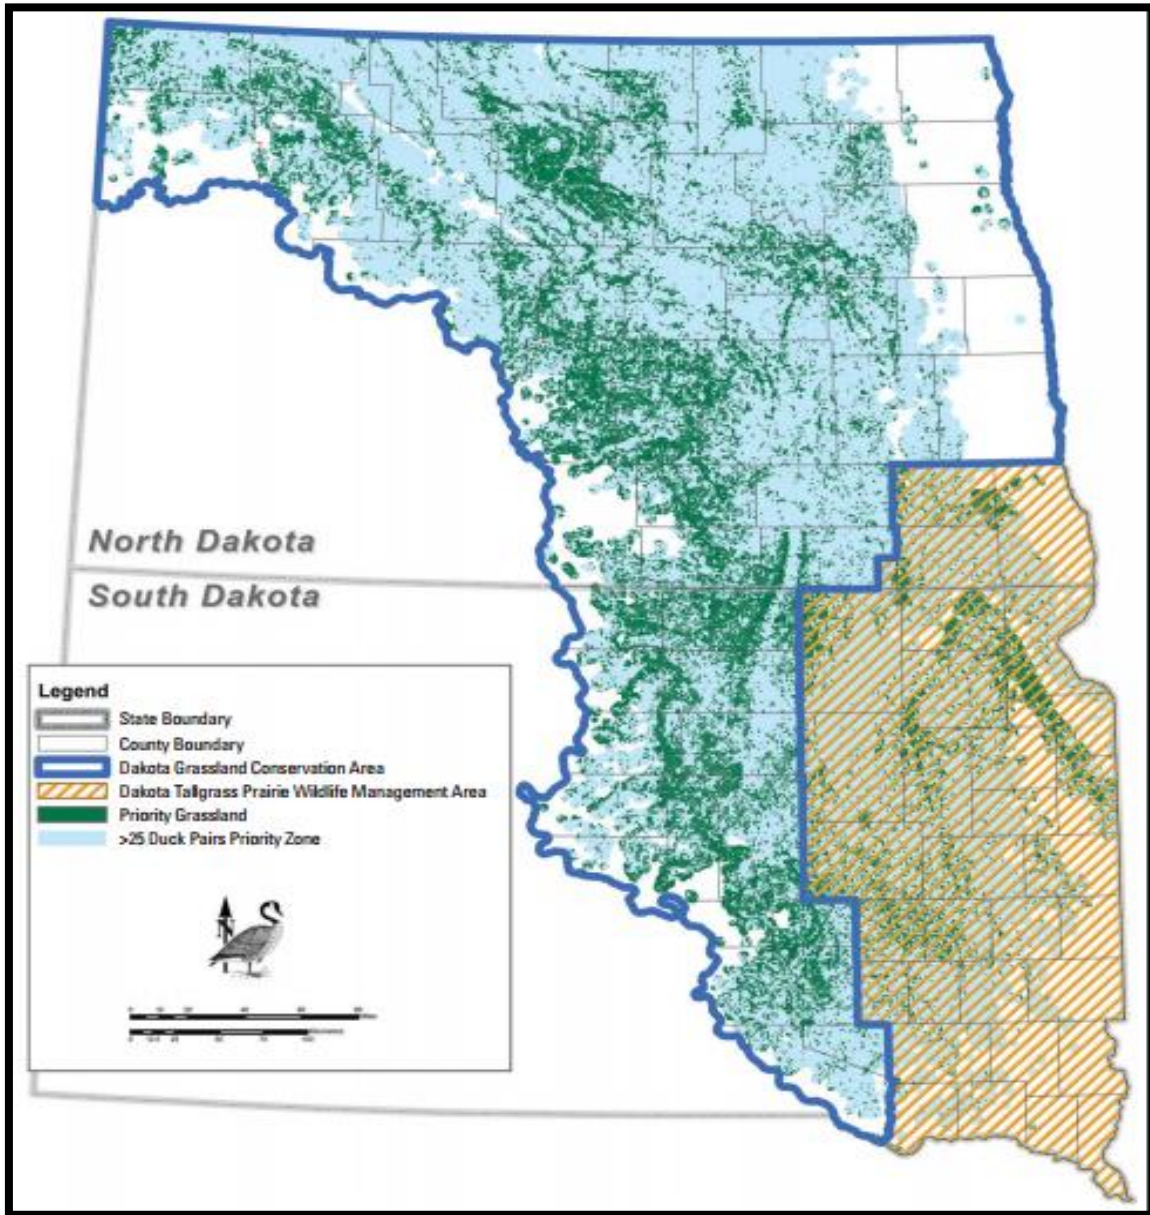 North Dakota
South Dakota
Legend
State Boundary
County Boundary
Dakota Grassland Conservation Area
Dakota Tallgrass Prairie Wildlife Management Area
Priority Grassland
>25 Duck Pairs Priority Zone
N